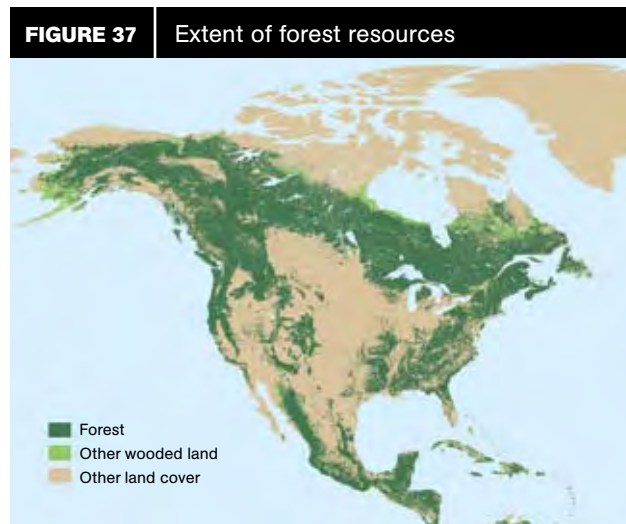 FIGURE 37 Extent of forest resources
Forest
Other wooded land
Other land cover